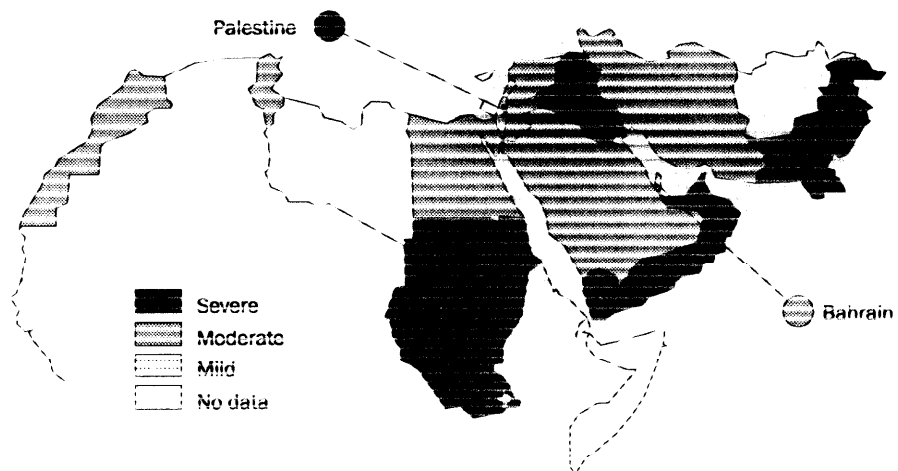 Palestine
Severe
Moderate
Mild
No data
Bahrain